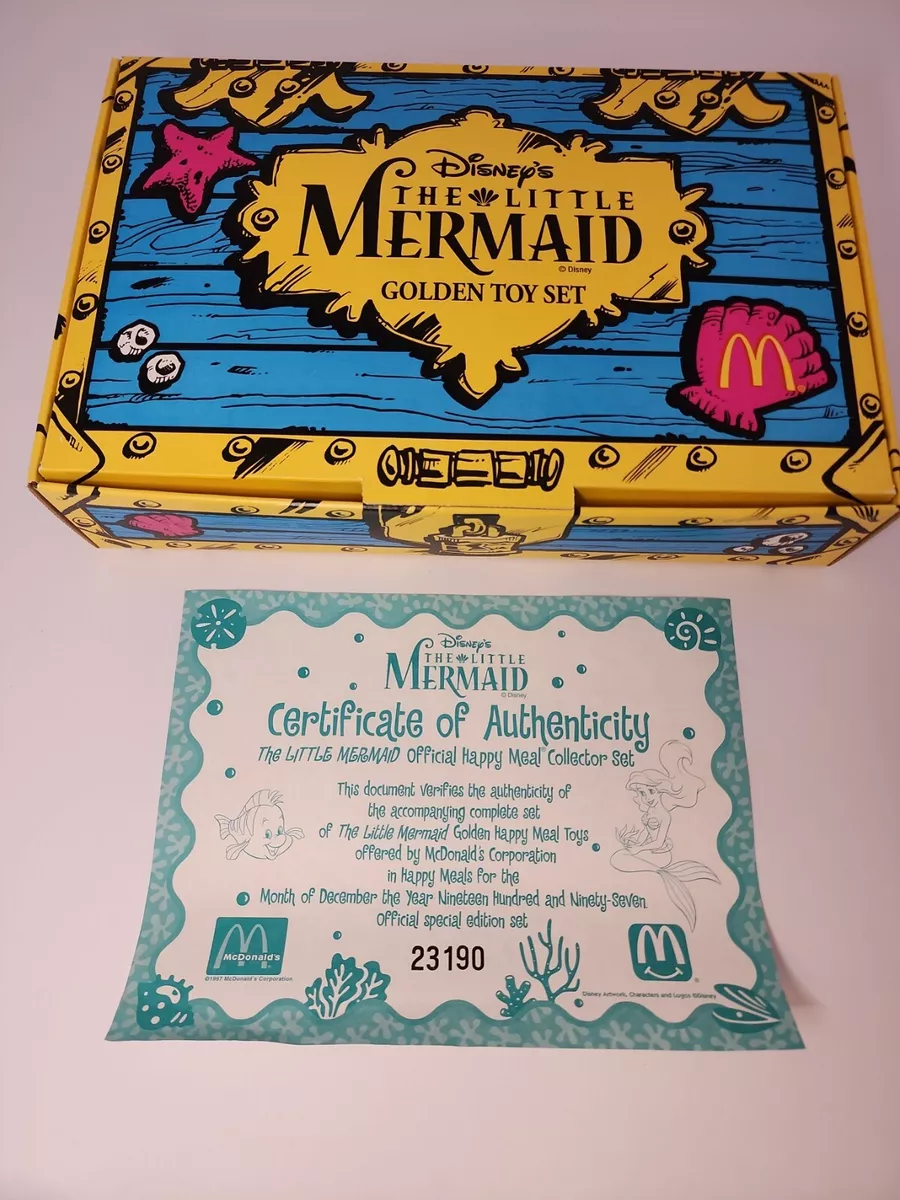 Disney's
THE LITTLE
MERMAID
© Disney
GOLDEN TOY SET
M
Disney's
THE LITTLE
MERMAID
© Disney
Certificate of Authenticity
The LITTLE MERMAID Official Happy Meal® Collector Set
This document verifies the authenticity of
the accompanying complete set
of The Little Mermaid Golden Happy Meal Toys
offered by McDonald's Corporation
in Happy Meals for the
Month of December the Year Nineteen Hundred and Ninety-Seven
Official special edition set
23190
McDonald's
©1997 McDonald's Corporation
Disney Artwork, Characters and Logos ©Disney